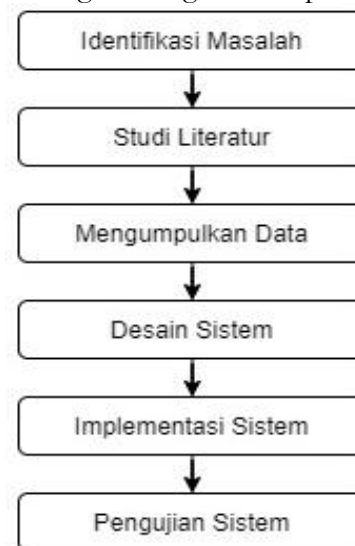 Identifikasi Masalah
Studi Literatur
Mengumpulkan Data
Desain Sistem
Implementasi Sistem
Pengujian Sistem